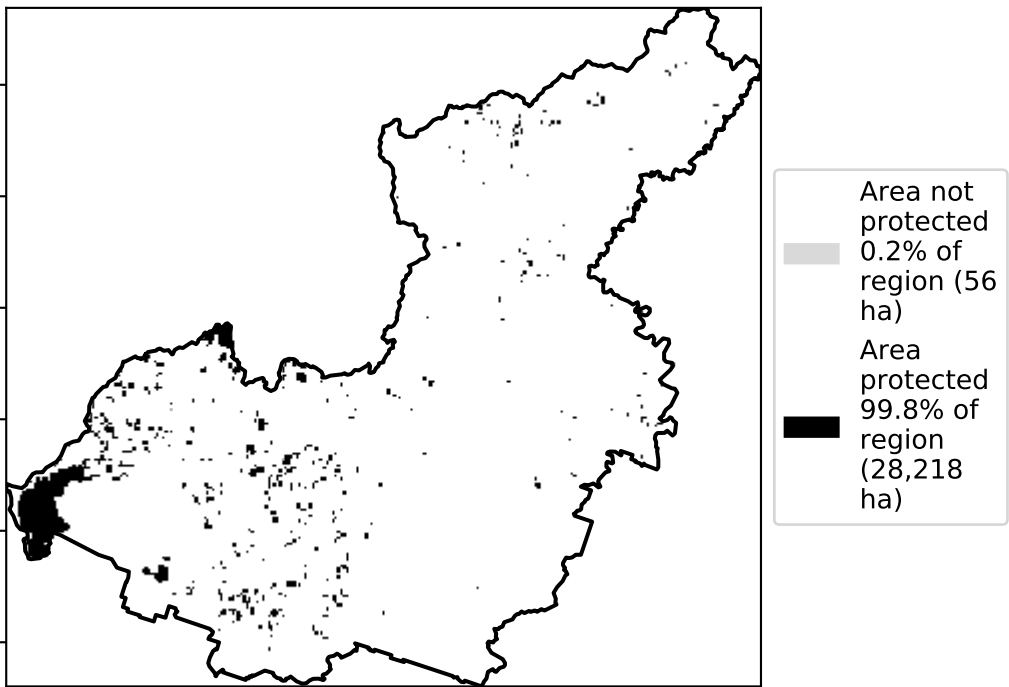 Area not
protected
0.2% of
region (56
ha)
Area
protected
99.8% of
region
(28,218
ha)